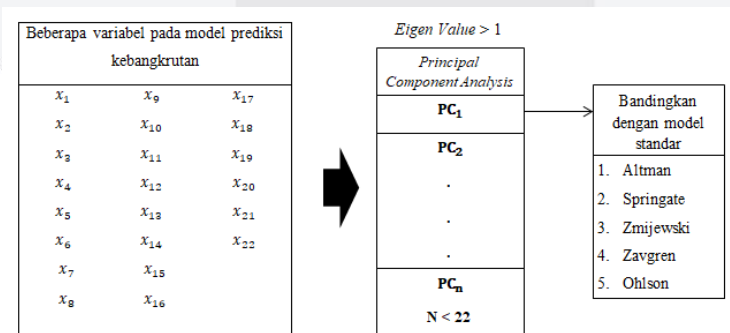 Beberapa variabel pada model prediksi
kebangkrutan
x₁ x₉ x₁₇
x₂ x₁₀ x₁₈
x₃ x₁₁ x₁₉
x₄ x₁₂ x₂₀
x₅ x₁₃ x₂₁
x₆ x₁₄ x₂₂
x₇ x₁₅
x₈ x₁₆
Eigen Value > 1
Principal
Component Analysis
PC₁
PC₂
.
.
.
PCₙ
N < 22
Bandingkan
dengan model
standar
1. Altman
2. Springate
3. Zmijewski
4. Zavgren
5. Ohlson